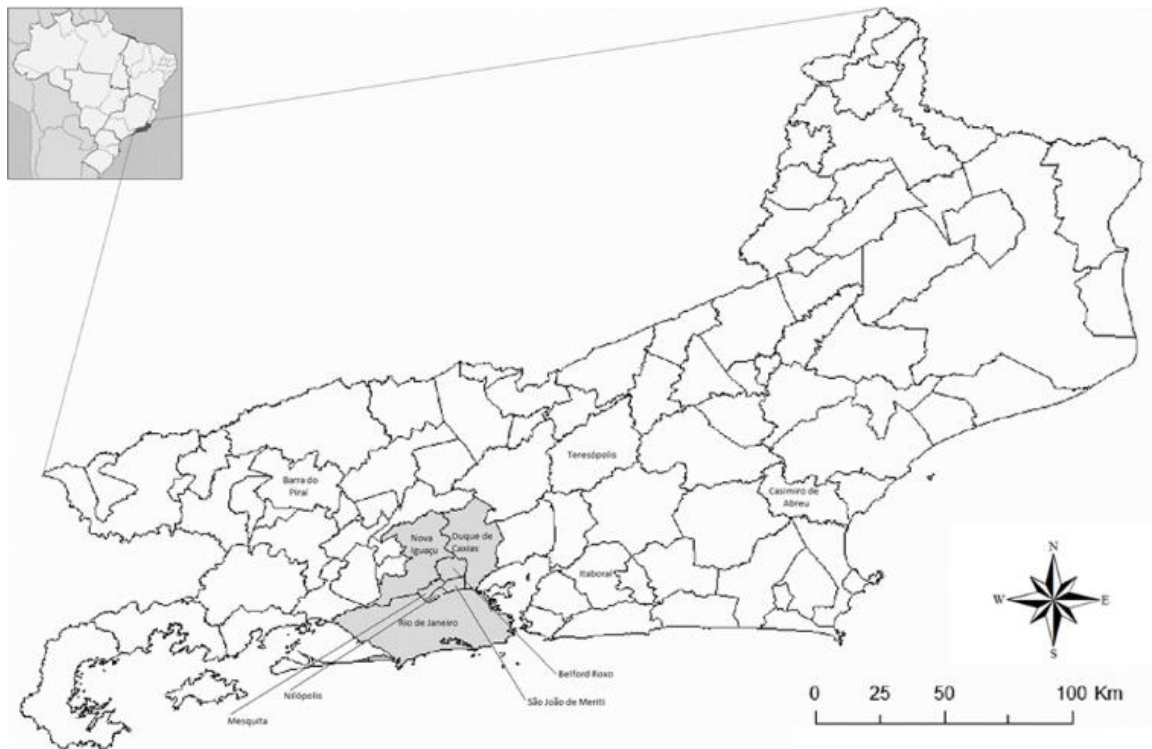 Teresópolis
Barra do
Piraí
Casimiro de
Abreu
Nova
Iguaçu
Duque de
Caxias
Itaboraí
Rio de Janeiro
Belford Roxo
Nilópolis
São João de Meriti
Mesquita
N
W
E
S
0 25 50 100 Km